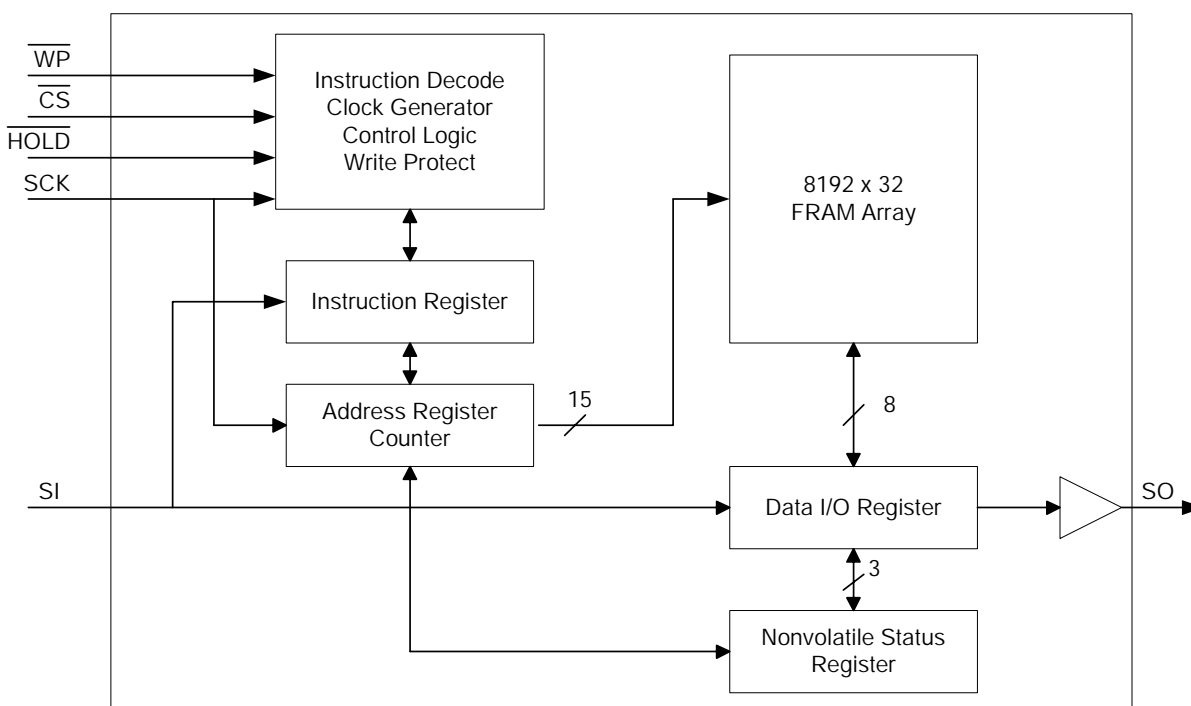 WP
CS
HOLD
SCK
Instruction Decode
Clock Generator
Control Logic
Write Protect
8192 x 32
FRAM Array
Instruction Register
Address Register
Counter
15
8
SI
Data I/O Register
SO
3
Nonvolatile Status
Register